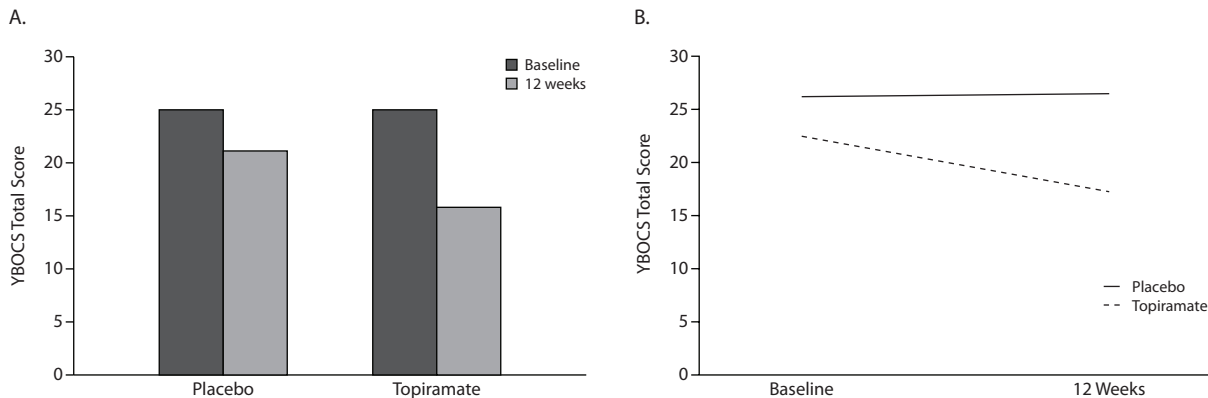 A.
YBOCS Total Score
30
25
20
15
10
5
0
Baseline
12 weeks
Placebo
Topiramate
B.
YBOCS Total Score
30
25
20
15
10
5
0
Placebo
Topiramate
Baseline
12 Weeks